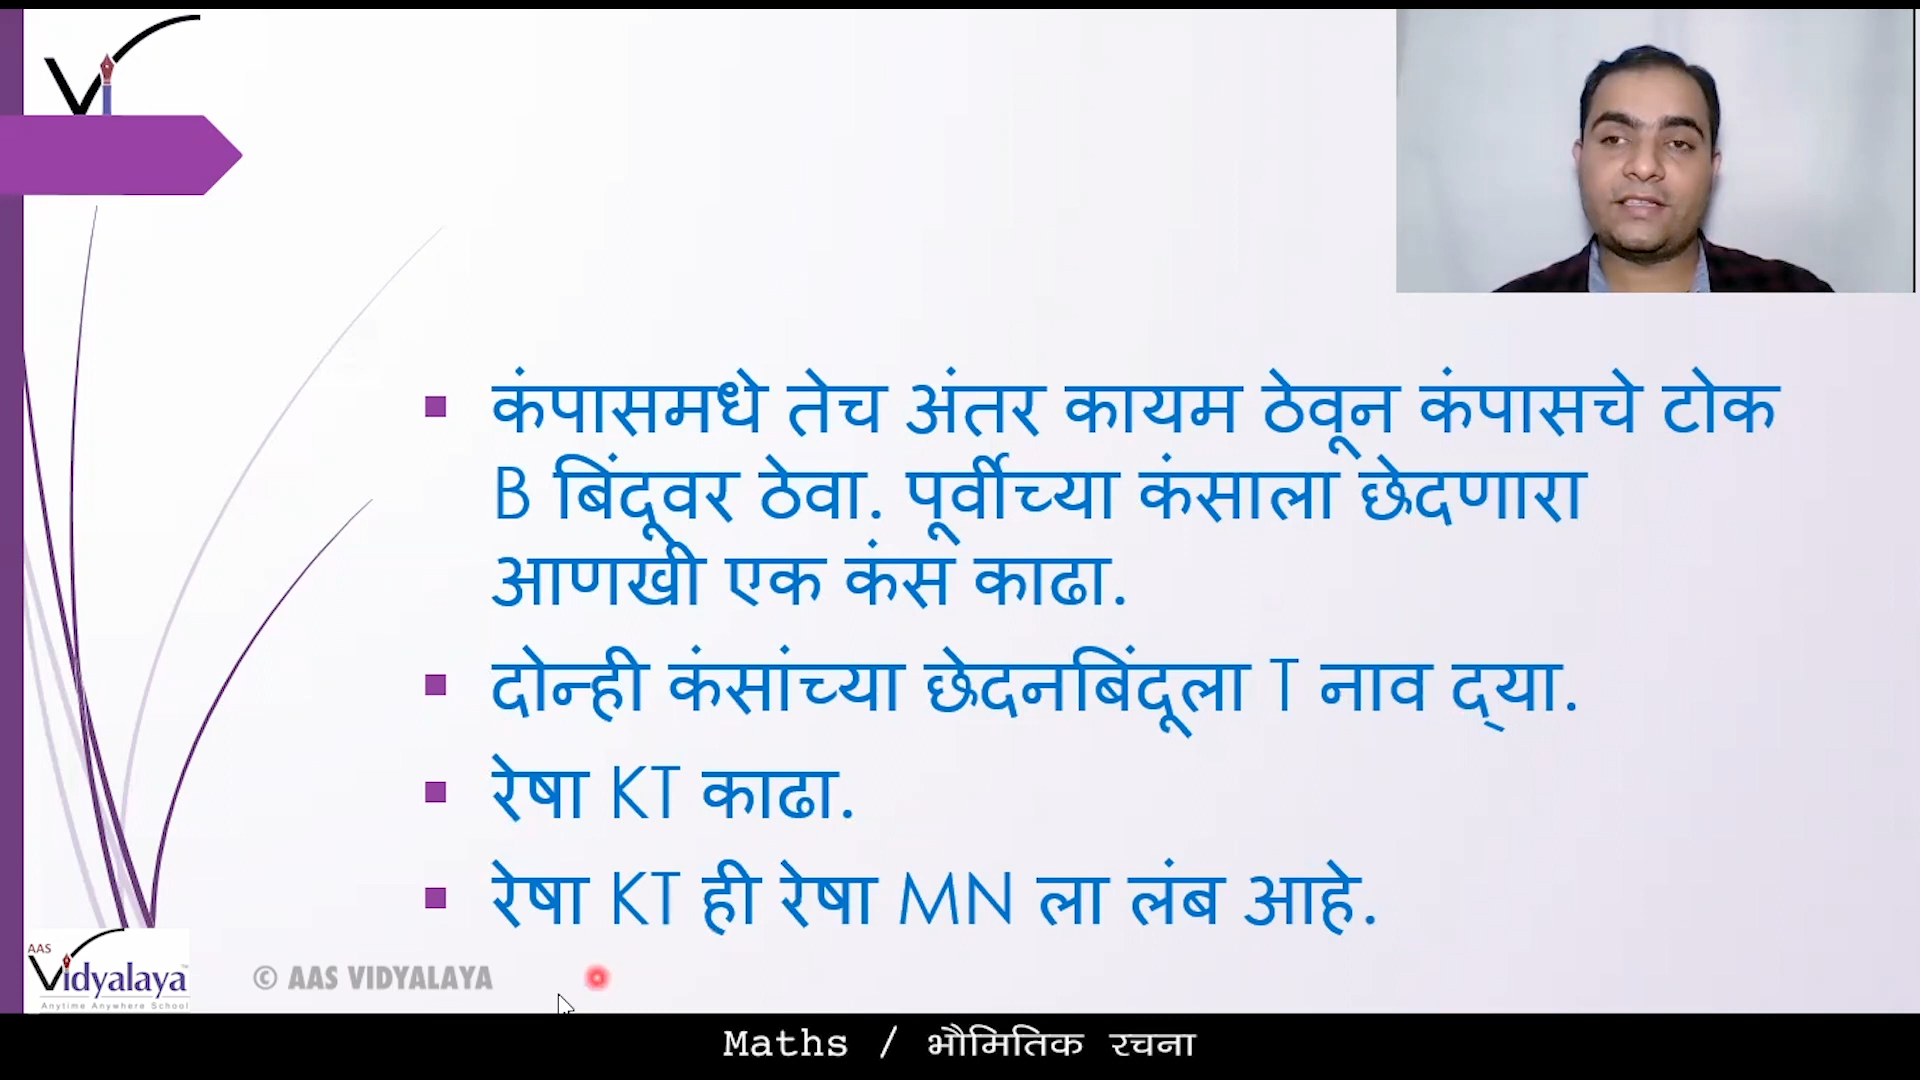 Vi
कंपासमधे तेच अंतर कायम ठेवून कंपासचे टोक
B बिंदूवर ठेवा. पूर्वीच्या कंसाला छेदणारा
आणखी एक कंस काढा.
दोन्ही कंसांच्या छेदनबिंदूला T नाव द्‌या.
रेषा KT काढा.
रेषा KT ही रेषा MN ला लंब आहे.
AAS
Vidyalaya
Anytime Anywhere School
© AAS VIDYALAYA
Maths / भौमितिक रचना